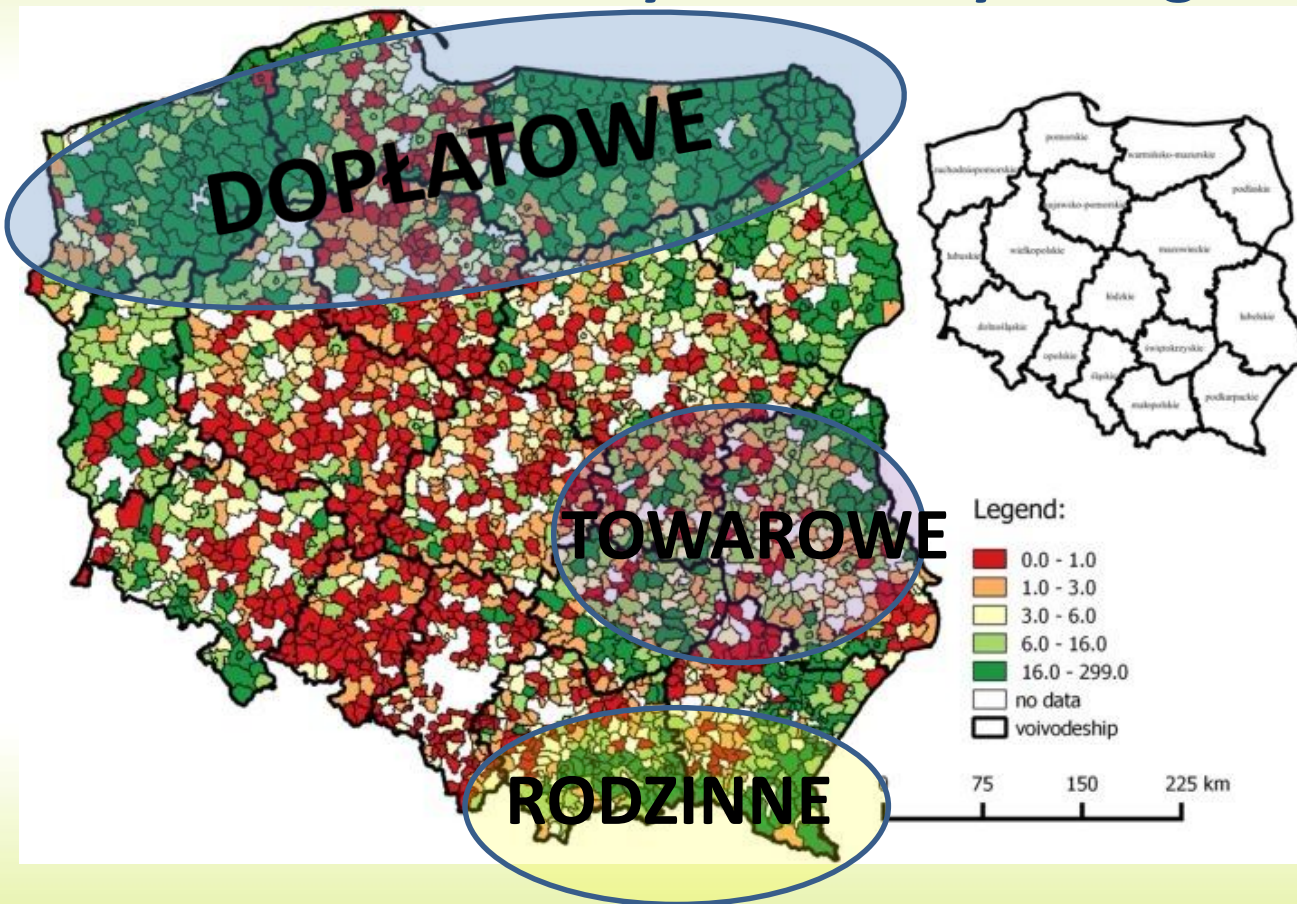 DOPŁATOWE
TOWAROWE
RODZINNE
pomorskie
warmińsko-mazurskie
zachodniopomorskie
podlaskie
kujawsko-pomorskie
mazowieckie
wielkopolskie
lubuskie
łódzkie
lubelskie
dolnośląskie
świętokrzyskie
opolskie
śląskie
podkarpackie
małopolskie
Legend:
0.0 - 1.0
1.0 - 3.0
3.0 - 6.0
6.0 - 16.0
16.0 - 299.0
no data
voivodeship
0 75 150 225 km